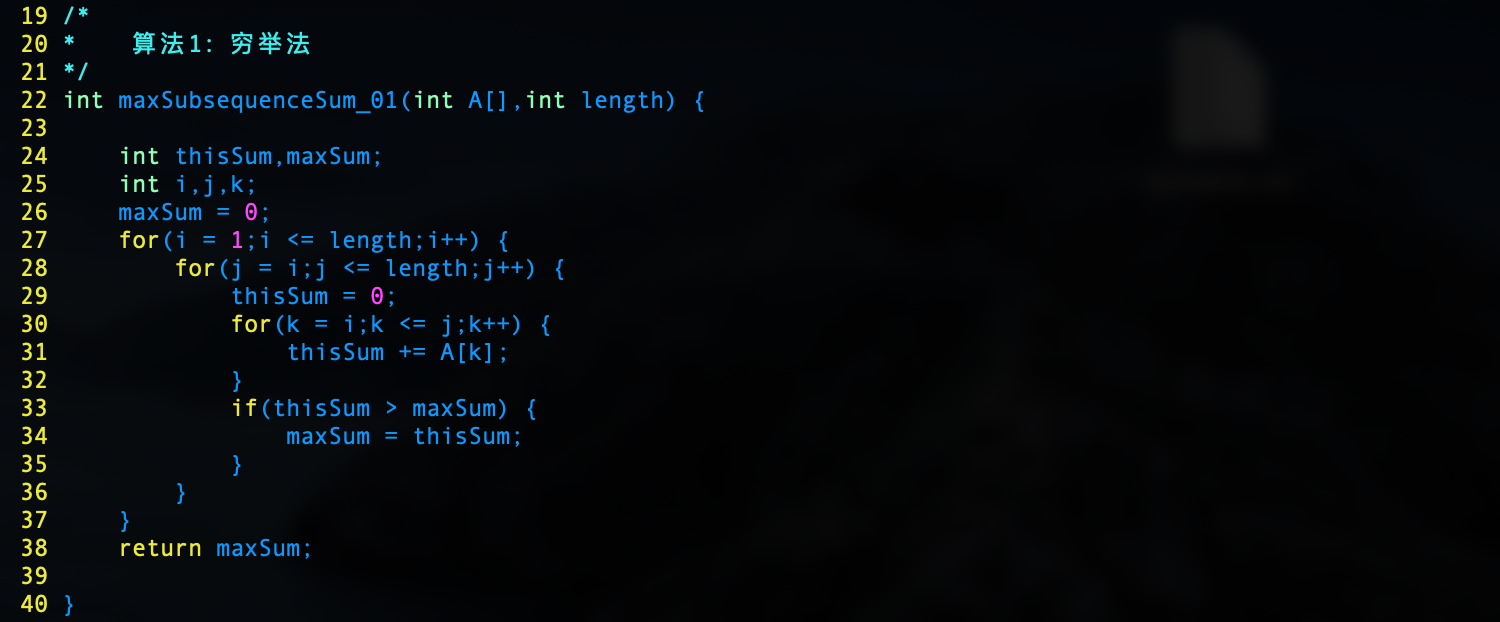 19 /*
20 *    算法1: 穷举法
21 */
22 int maxSubsequenceSum_01(int A[],int length) {
23
24     int thisSum,maxSum;
25     int i,j,k;
26     maxSum = 0;
27     for(i = 1;i <= length;i++) {
28         for(j = i;j <= length;j++) {
29             thisSum = 0;
30             for(k = i;k <= j;k++) {
31                 thisSum += A[k];
32             }
33             if(thisSum > maxSum) {
34                 maxSum = thisSum;
35             }
36         }
37     }
38     return maxSum;
39
40 }